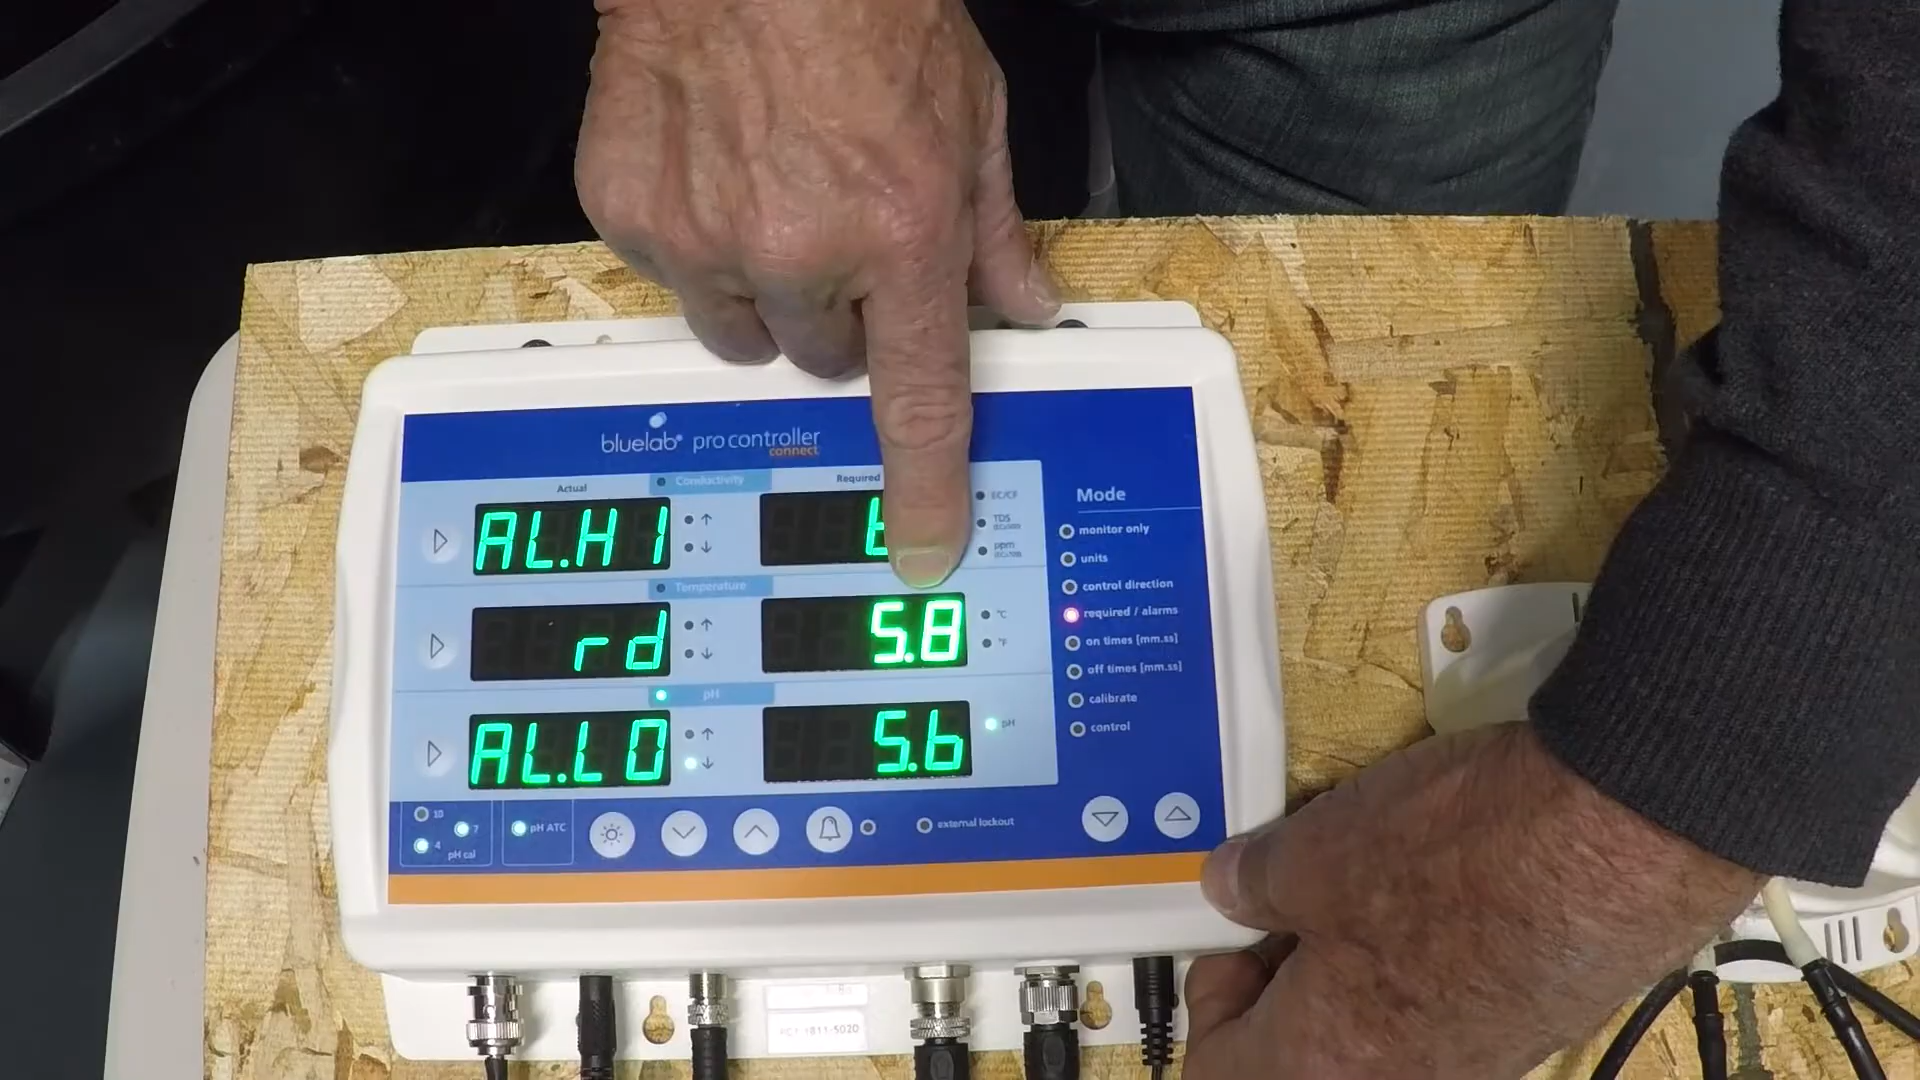 bluelab® pro controller
connect
Actual
Conductivity
Required
EC/CF
TDS
ppm
AL.HI
Temperature
°C
°F
rd
5.8
pH
AL.LO
5.6
pH
Mode
monitor only
units
control direction
required / alarms
on times [mm.ss]
off times [mm.ss]
calibrate
control
10
7
4
pH cal
pH ATC
external lockout